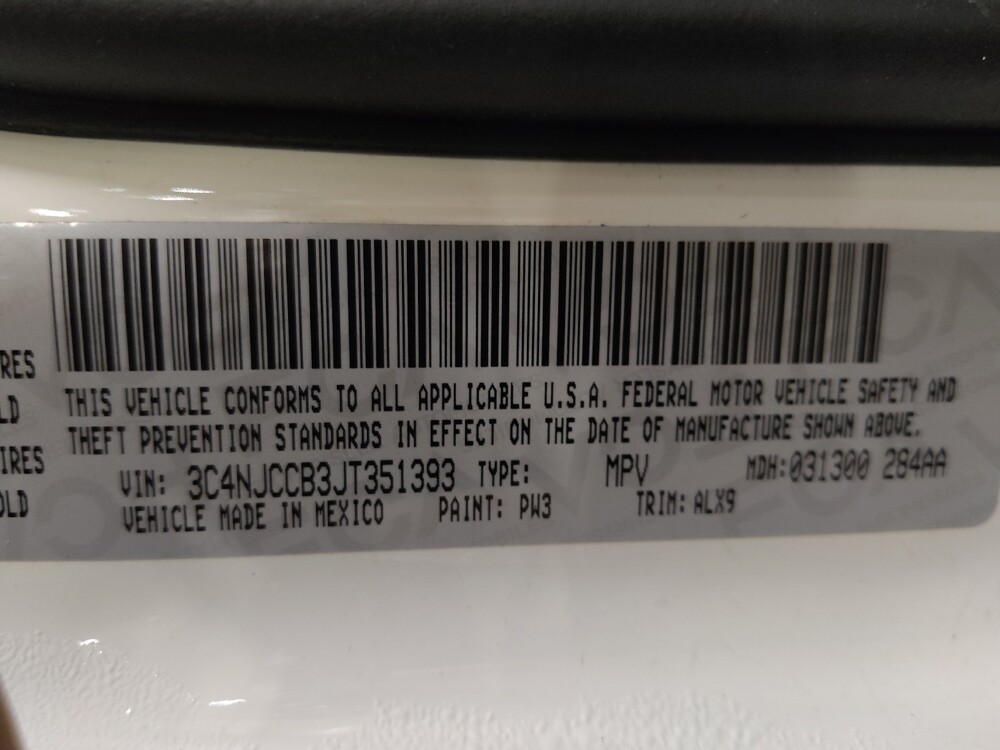 RES
LD
IRES
OLD
THIS VEHICLE CONFORMS TO ALL APPLICABLE U.S.A. FEDERAL MOTOR VEHICLE SAFETY AND
THEFT PREVENTION STANDARDS IN EFFECT ON THE DATE OF MANUFACTURE SHOWN ABOVE.
VIN: 3C4NJCCB3JT351393 TYPE: MPV MDH:031300 284AA
VEHICLE MADE IN MEXICO PAINT: PW3 TRIM: ALX9